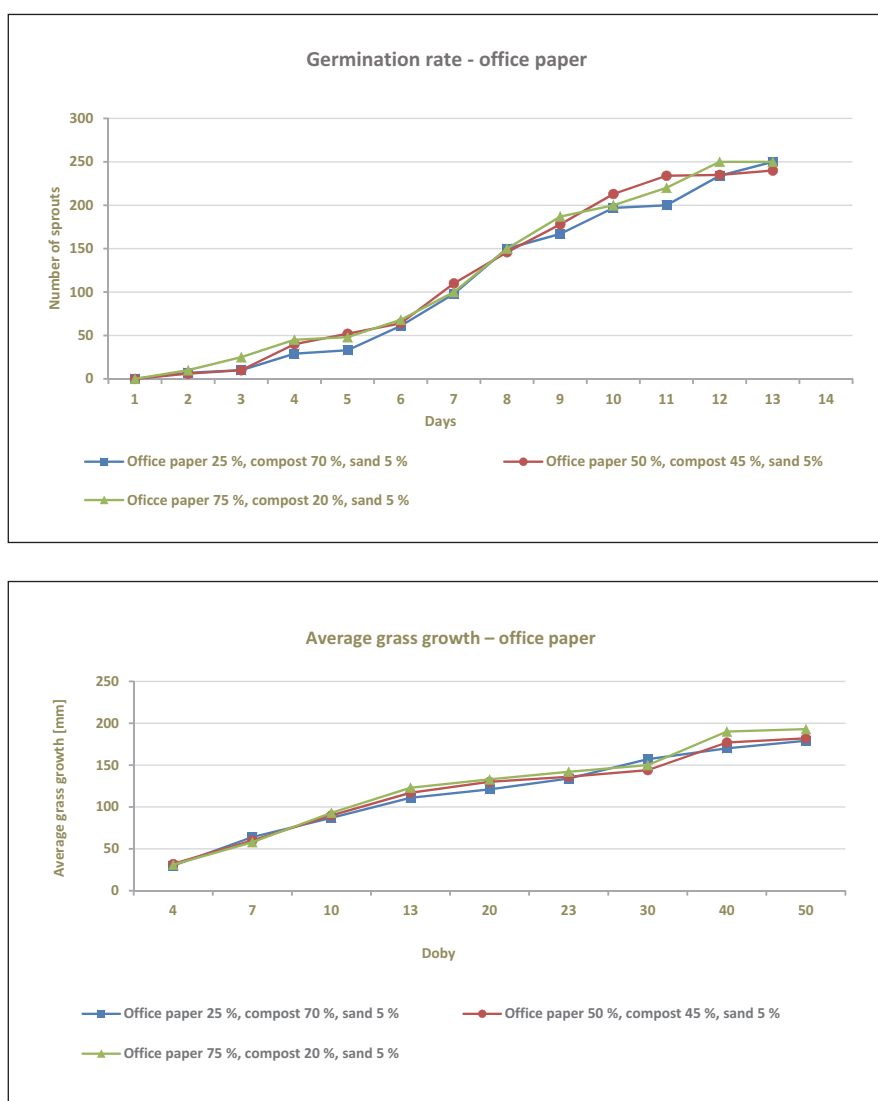 Germination rate - office paper
300
250
200
150
100
50
0
Number of sprouts
1 2 3 4 5 6 7 8 9 10 11 12 13 14
Days
Office paper 25 %, compost 70 %, sand 5 %
Office paper 50 %, compost 45 %, sand 5%
Oficce paper 75 %, compost 20 %, sand 5 %
Average grass growth – office paper
250
200
150
100
50
0
Average grass growth [mm]
4 7 10 13 20 23 30 40 50
Doby
Office paper 25 %, compost 70 %, sand 5 %
Office paper 50 %, compost 45 %, sand 5 %
Office paper 75 %, compost 20 %, sand 5 %